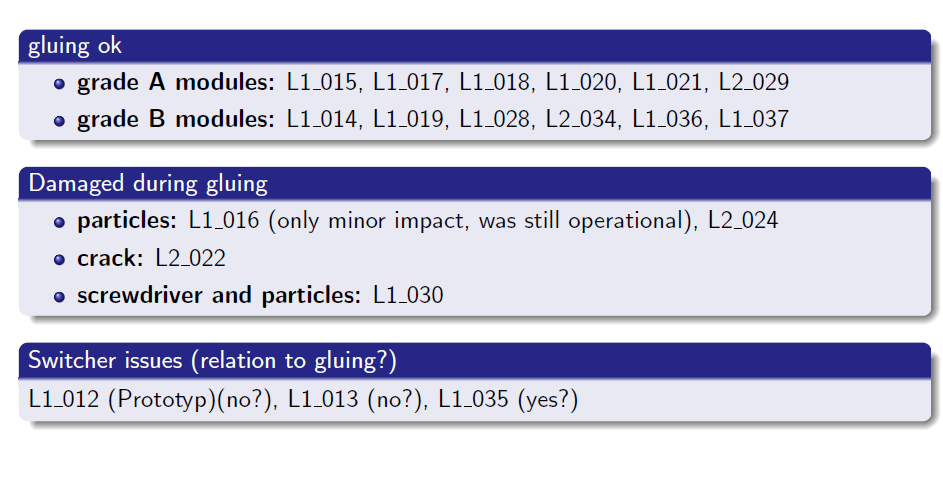 gluing ok
grade A modules: L1_015, L1_017, L1_018, L1_020, L1_021, L2_029
grade B modules: L1_014, L1_019, L1_028, L2_034, L1_036, L1_037
Damaged during gluing
particles: L1_016 (only minor impact, was still operational), L2_024
crack: L2_022
screwdriver and particles: L1_030
Switcher issues (relation to gluing?)
L1_012 (Prototyp)(no?), L1_013 (no?), L1_035 (yes?)